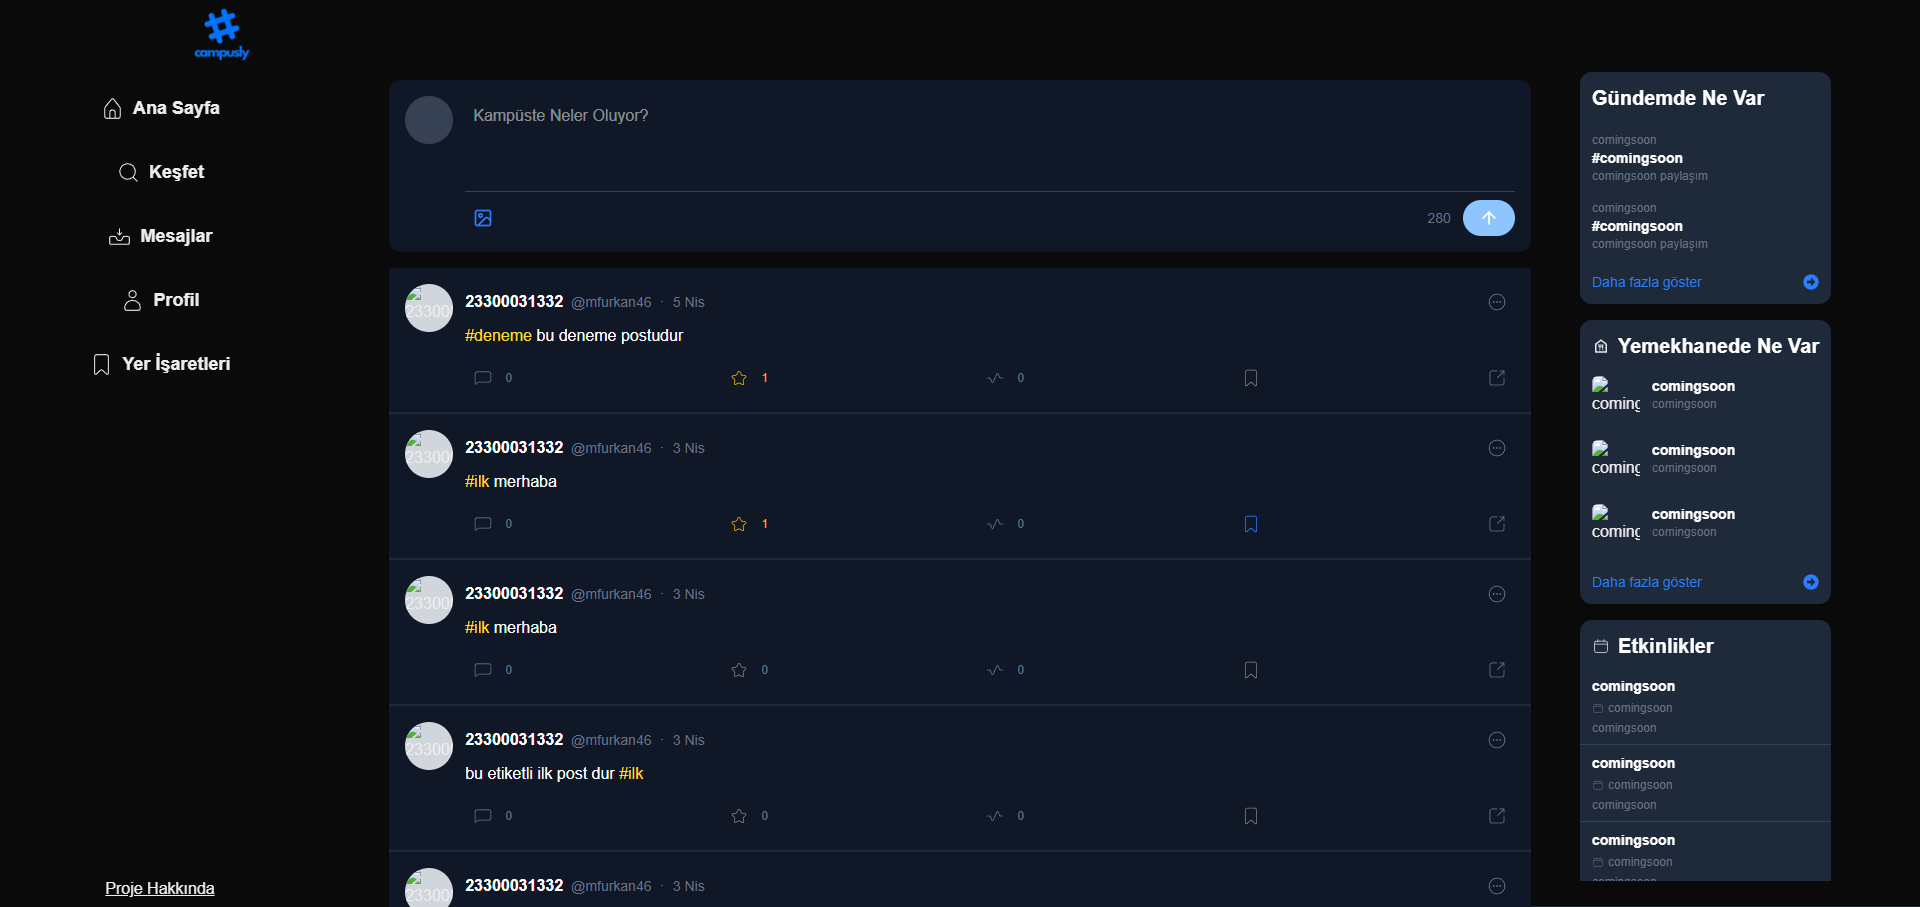 campusly
Ana Sayfa
Keşfet
Mesajlar
Profil
Yer İşaretleri
Proje Hakkında
Kampüste Neler Oluyor?
280
23300
23300031332 @mfurkan46 · 5 Nis
#deneme bu deneme postudur
0 1 0
23300
23300031332 @mfurkan46 · 3 Nis
#ilk merhaba
0 1 0
23300
23300031332 @mfurkan46 · 3 Nis
#ilk merhaba
0 0 0
23300
23300031332 @mfurkan46 · 3 Nis
bu etiketli ilk post dur #ilk
0 0 0
23300
23300031332 @mfurkan46 · 3 Nis
Gündemde Ne Var
comingsoon
#comingsoon
comingsoon paylaşım
comingsoon
#comingsoon
comingsoon paylaşım
Daha fazla göster
Yemekhanede Ne Var
coming
comingsoon
comingsoon
coming
comingsoon
comingsoon
coming
comingsoon
comingsoon
Daha fazla göster
Etkinlikler
comingsoon
comingsoon
comingsoon
comingsoon
comingsoon
comingsoon
comingsoon
comingsoon
comingsoon